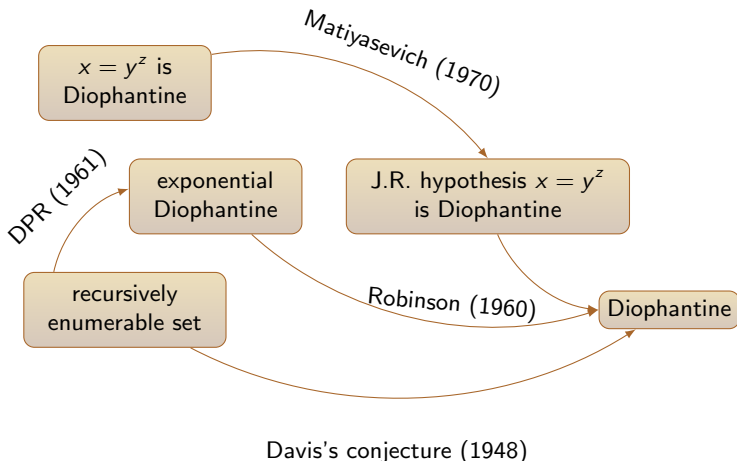 Matiyasevich (1970)
x = y^z is
Diophantine
DPR (1961)
exponential
Diophantine
J.R. hypothesis x = y^z
is Diophantine
recursively
enumerable set
Robinson (1960)
Diophantine
Davis's conjecture (1948)